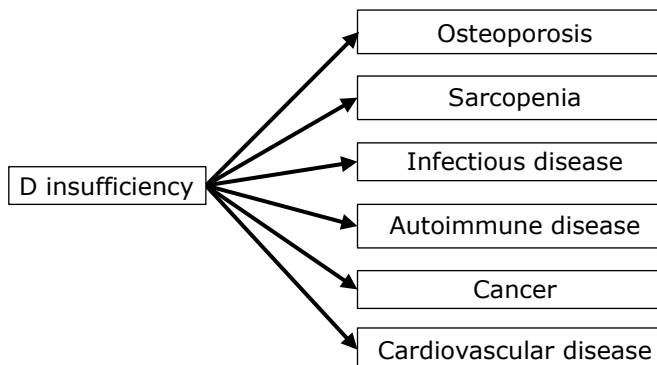 Osteoporosis
Sarcopenia
Infectious disease
D insufficiency
Autoimmune disease
Cancer
Cardiovascular disease